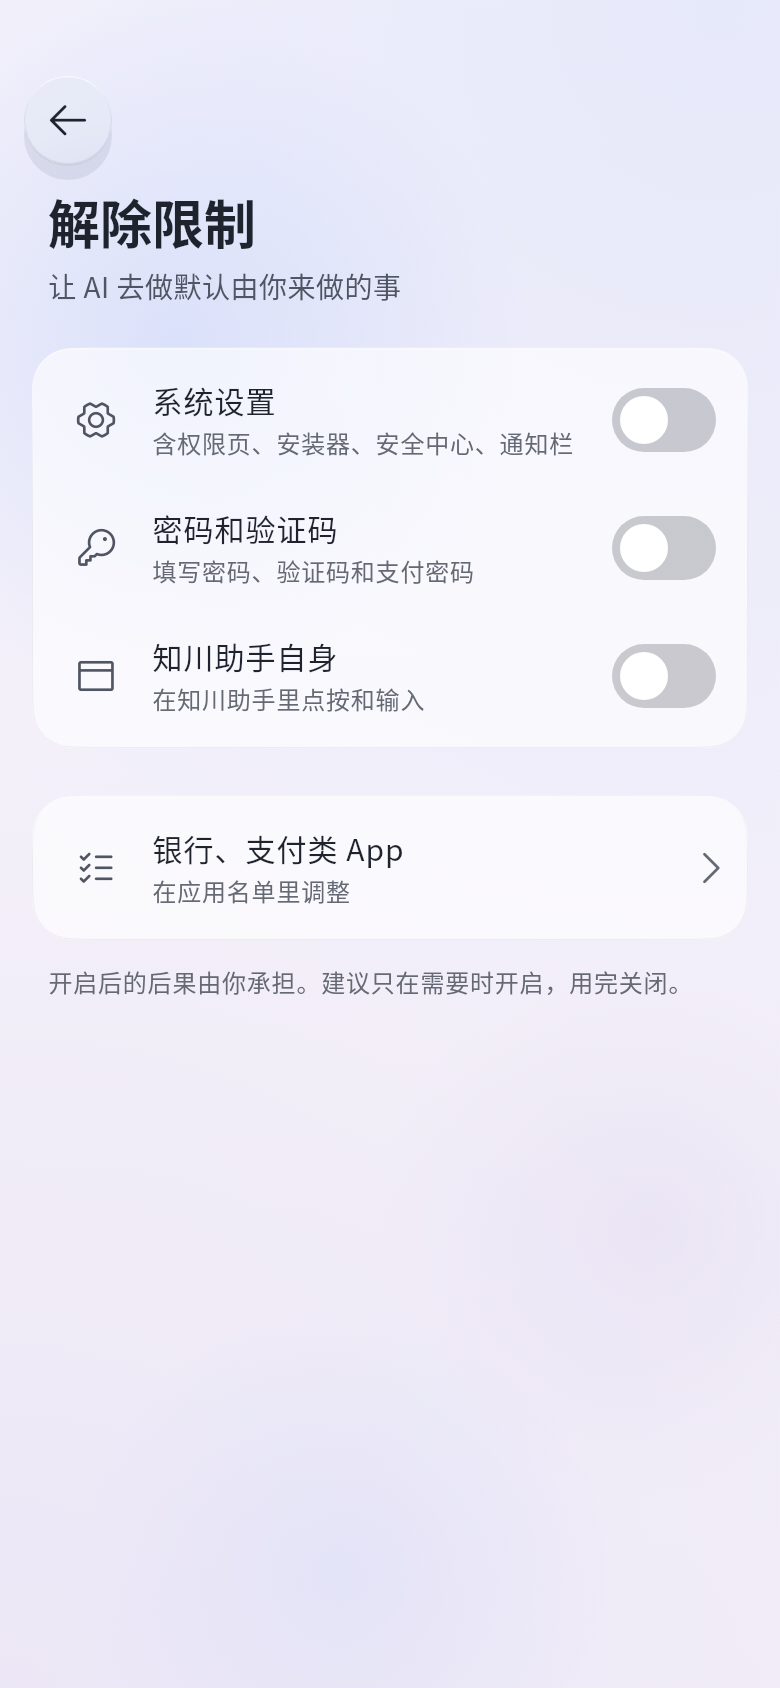 解除限制
让 AI 去做默认由你来做的事
系统设置
含权限页、安装器、安全中心、通知栏
密码和验证码
填写密码、验证码和支付密码
知川助手自身
在知川助手里点按和输入
银行、支付类 App
在应用名单里调整
开启后的后果由你承担。建议只在需要时开启，用完关闭。